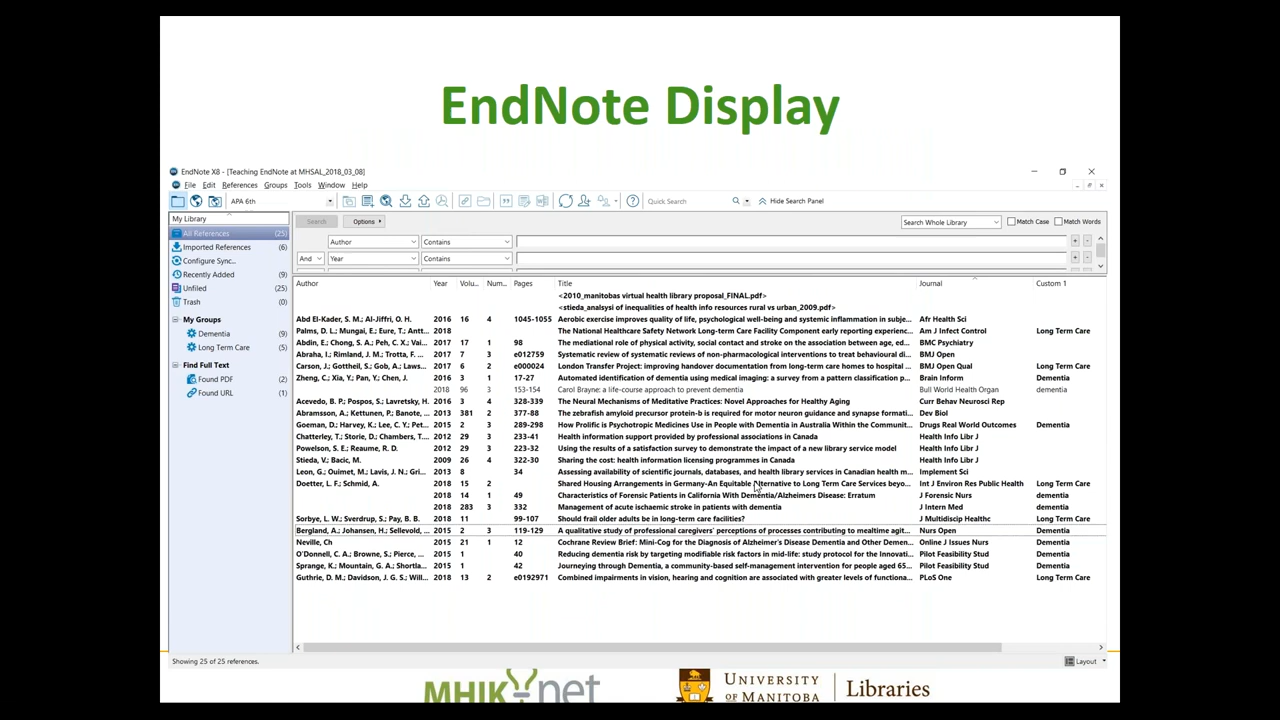 EndNote Display
EndNote X8 - [Teaching EndNote at MHSAL_2018_03_08]
File Edit References Groups Tools Window Help
APA 6th Quick Search Hide Search Panel
My Library
All References (25)
Imported References (6)
Configure Sync...
Recently Added (9)
Unfiled (25)
Trash (0)
My Groups
Dementia (9)
Long Term Care (5)
Find Full Text
Found PDF (2)
Found URL (1)
Search Options Search Whole Library Match Case Match Words
Author Contains
And Year Contains
Author Year Volu... Num... Pages Title Journal Custom 1
<2010_manitobas virtual health library proposal_FINAL.pdf>
<stieda_analysi of inequalities of health info resources rural vs urban_2009.pdf>
Abd El-Kader, S. M.; Al-Jiffri, O. H. 2016 16 4 1045-1055 Aerobic exercise improves quality of life, psychological well-being and systemic inflammation in subje... Afr Health Sci
Palms, D. L.; Mungai, E.; Eure, T.; Antt... 2018 The National Healthcare Safety Network Long-term Care Facility Component early reporting experienc... Am J Infect Control Long Term Care
Abdin, E.; Chong, S. A.; Peh, C. X.; Vai... 2017 17 1 98 The mediational role of physical activity, social contact and stroke on the association between age, ed... BMC Psychiatry Dementia
Abraha, I.; Rimland, J. M.; Trotta, F. ... 2017 7 3 e012759 Systematic review of systematic reviews of non-pharmacological interventions to treat behavioural di... BMJ Open Dementia
Carson, J.; Gottheil, S.; Gob, A.; Laws... 2017 6 2 e000024 London Transfer Project: improving handover documentation from long-term care homes to hospital ... BMJ Open Qual Long Term Care
Zheng, C.; Xia, Y.; Pan, Y.; Chen, J. 2016 3 1 17-27 Automated identification of dementia using medical imaging: a survey from a pattern classification p... Brain Inform Dementia
2018 96 3 153-154 Carol Brayne: a life-course approach to prevent dementia Bull World Health Organ dementia
Acevedo, B. P.; Pospos, S.; Lavretsky, H. 2016 3 4 328-339 The Neural Mechanisms of Meditative Practices: Novel Approaches for Healthy Aging Curr Behav Neurosci Rep
Abramsson, A.; Kettunen, P.; Banote, ... 2013 381 2 377-88 The zebrafish amyloid precursor protein-b is required for motor neuron guidance and synapse formati... Dev Biol
Goeman, D.; Harvey, K.; Lee, C. Y.; Pet... 2015 2 3 289-298 How Prolific is Psychotropic Medicines Use in People with Dementia in Australia Within the Communit... Drugs Real World Outcomes Dementia
Chatterley, T.; Storie, D.; Chambers, T.... 2012 29 3 233-41 Health information support provided by professional associations in Canada Health Info Libr J
Powelson, S. E.; Reaume, R. D. 2012 29 3 223-32 Using the results of a satisfaction survey to demonstrate the impact of a new library service model Health Info Libr J
Stieda, V.; Bacic, M. 2009 26 4 322-30 Sharing the cost: health information licensing programmes in Canada Health Info Libr J
Leon, G.; Ouimet, M.; Lavis, J. N.; Gri... 2013 8 34 Assessing availability of scientific journals, databases, and health library services in Canadian health m... Implement Sci
Doetter, L. F.; Schmid, A. 2018 15 2 Shared Housing Arrangements in Germany-An Equitable Alternative to Long Term Care Services beyo... Int J Environ Res Public Health Long Term Care
2018 14 1 49 Characteristics of Forensic Patients in California With Dementia/Alzheimers Disease: Erratum J Forensic Nurs dementia
2018 283 3 332 Management of acute ischaemic stroke in patients with dementia J Intern Med dementia
Sorbye, L. W.; Sverdrup, S.; Pay, B. B. 2018 11 99-107 Should frail older adults be in long-term care facilities? J Multidiscip Healthc Long Term Care
Bergland, A.; Johansen, H.; Sellevold, ... 2015 2 3 119-129 A qualitative study of professional caregivers' perceptions of processes contributing to mealtime agit... Nurs Open Dementia
Neville, Ch 2015 21 1 12 Cochrane Review Brief: Mini-Cog for the Diagnosis of Alzheimer's Disease Dementia and Other Demen... Online J Issues Nurs Dementia
O'Donnell, C. A.; Browne, S.; Pierce, ... 2015 1 40 Reducing dementia risk by targeting modifiable risk factors in mid-life: study protocol for the Innovati... Pilot Feasibility Stud Dementia
Sprange, K.; Mountain, G. A.; Shortla... 2015 1 42 Journeying through Dementia, a community-based self-management intervention for people aged 65... Pilot Feasibility Stud Dementia
Guthrie, D. M.; Davidson, J. G. S.; Will... 2018 13 2 e0192971 Combined impairments in vision, hearing and cognition are associated with greater levels of functiona... PLoS One Long Term Care
Showing 25 of 25 references. Layout
MHIKnet
UNIVERSITY
OF MANITOBA Libraries